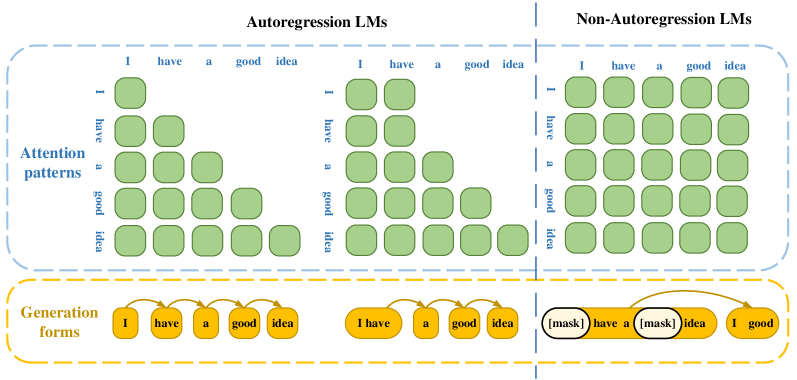 Autoregression LMs
Non-Autoregression LMs
I have a good idea
I have a good idea
I have a good idea
Attention
patterns
I
have
a
good
idea
I
have
a
good
idea
I
have
a
good
idea
Generation
forms
I have a good idea
I have a good idea
[mask] have a [mask] idea I good